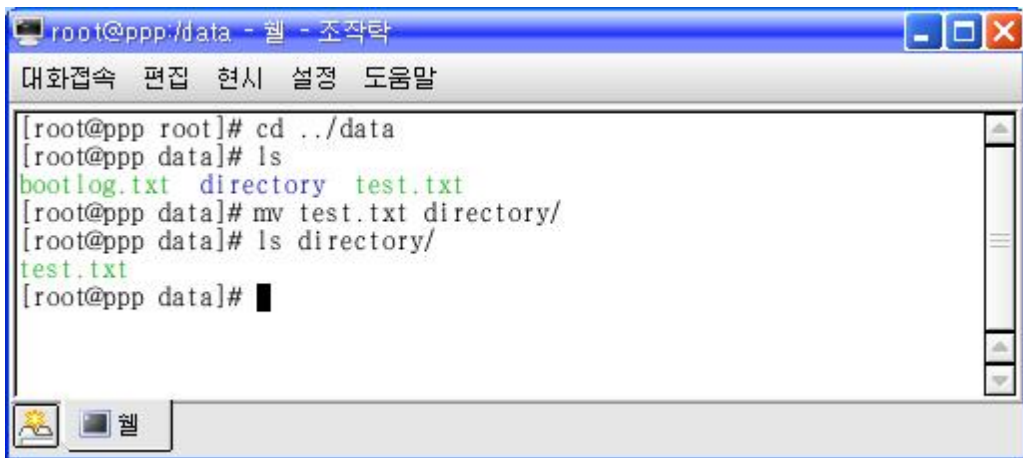 root@ppp:/data - 웰 - 조작탁
대화접속 편집 현시 설정 도움말
[root@ppp root]# cd ../data
[root@ppp data]# ls
bootlog.txt directory test.txt
[root@ppp data]# mv test.txt directory/
[root@ppp data]# ls directory/
test.txt
[root@ppp data]#
웰